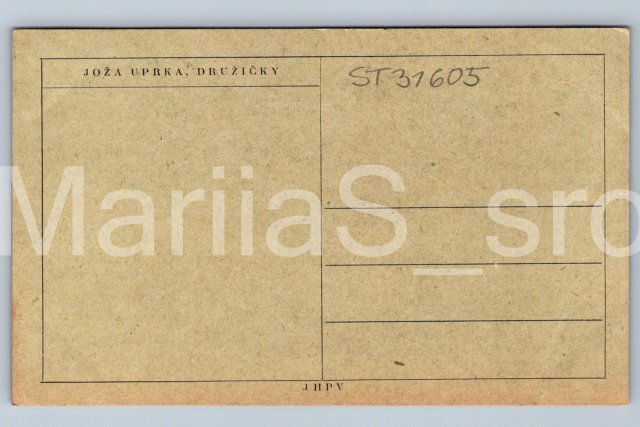 JOŽA UPRKA, DRUŽIČKY
ST31605
MariiaS_sro
JHPV